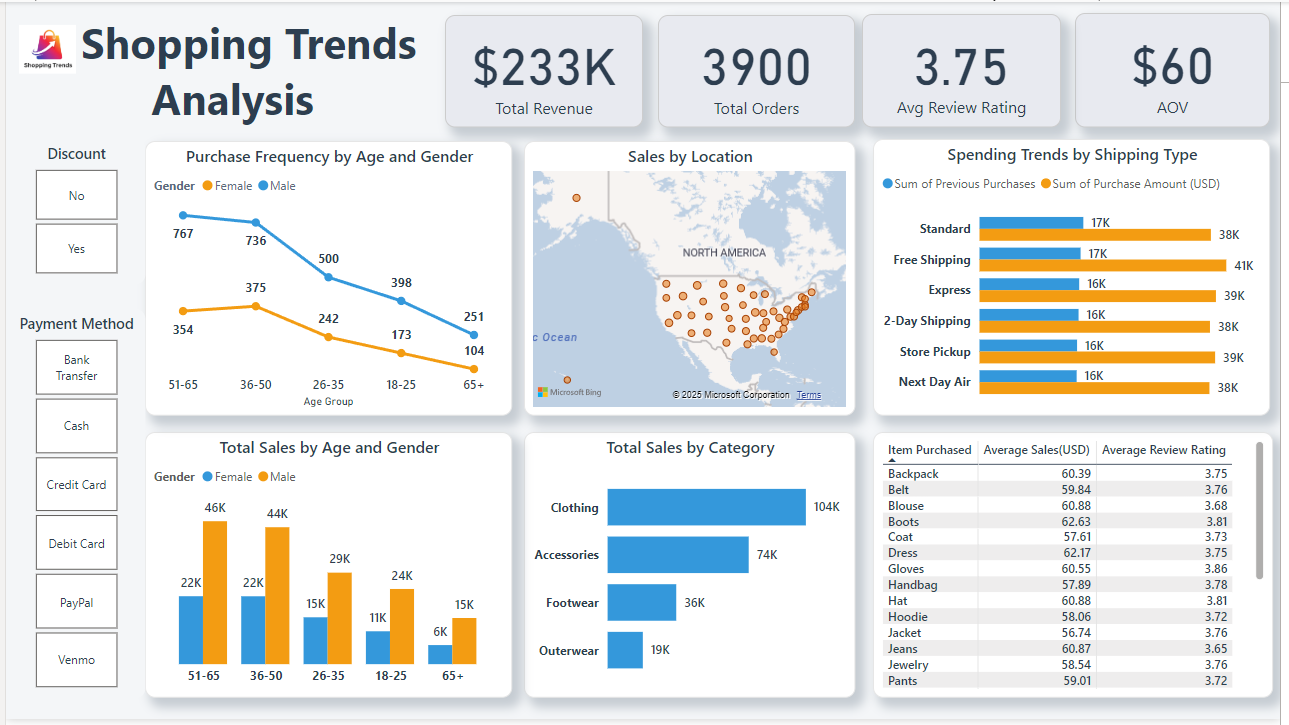 Shopping Trends
Shopping Trends
Analysis
$233K
Total Revenue
3900
Total Orders
3.75
Avg Review Rating
$60
AOV
Discount
No
Yes
Payment Method
Bank
Transfer
Cash
Credit Card
Debit Card
PayPal
Venmo
Purchase Frequency by Age and Gender
Gender Female Male
767
736
500
398
251
354
375
242
173
104
51-65 36-50 26-35 18-25 65+
Age Group
Sales by Location
NORTH AMERICA
c Ocean
Microsoft Bing
© 2025 Microsoft Corporation Terms
Spending Trends by Shipping Type
Sum of Previous Purchases Sum of Purchase Amount (USD)
Standard 17K 38K
Free Shipping 17K 41K
Express 16K 39K
2-Day Shipping 16K 38K
Store Pickup 16K 39K
Next Day Air 16K 38K
Total Sales by Age and Gender
Gender Female Male
22K 46K
22K 44K
15K 29K
11K 24K
6K 15K
51-65 36-50 26-35 18-25 65+
Total Sales by Category
Clothing 104K
Accessories 74K
Footwear 36K
Outerwear 19K
Item Purchased Average Sales(USD) Average Review Rating
Backpack 60.39 3.75
Belt 59.84 3.76
Blouse 60.88 3.68
Boots 62.63 3.81
Coat 57.61 3.73
Dress 62.17 3.75
Gloves 60.55 3.86
Handbag 57.89 3.78
Hat 60.88 3.81
Hoodie 58.06 3.72
Jacket 56.74 3.76
Jeans 60.87 3.65
Jewelry 58.54 3.76
Pants 59.01 3.72